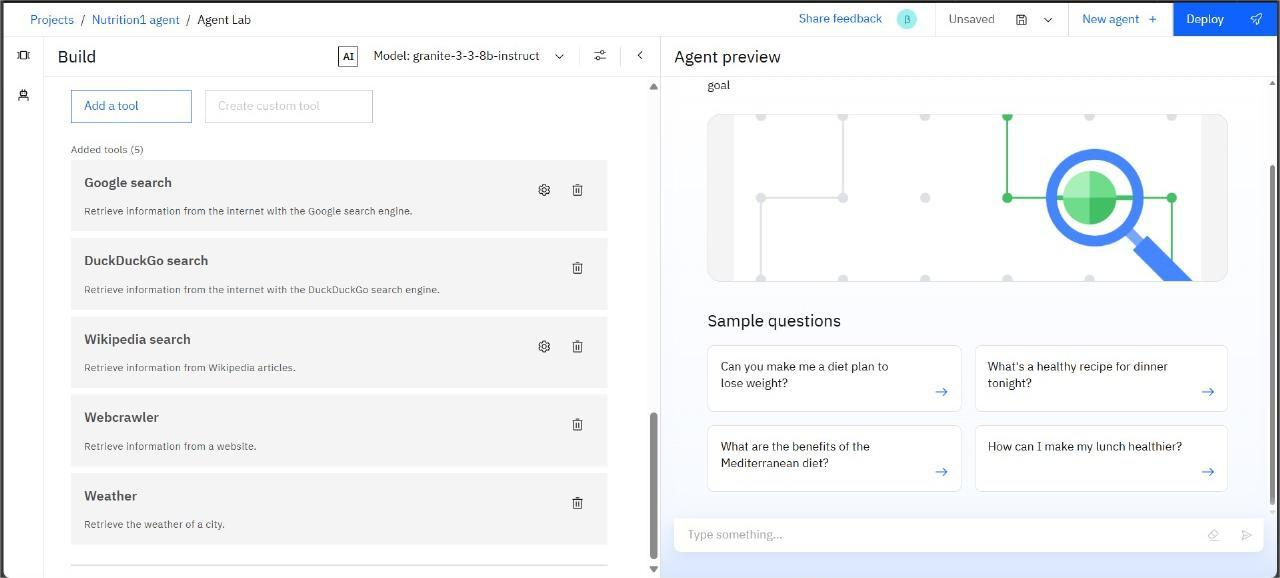 Projects / Nutrition1 agent / Agent Lab
Share feedback β Unsaved New agent + Deploy
Build
AI Model: granite-3-3-8b-instruct
Add a tool
Create custom tool
Added tools (5)
Google search
Retrieve information from the internet with the Google search engine.
DuckDuckGo search
Retrieve information from the internet with the DuckDuckGo search engine.
Wikipedia search
Retrieve information from Wikipedia articles.
Webcrawler
Retrieve information from a website.
Weather
Retrieve the weather of a city.
Agent preview
goal
Sample questions
Can you make me a diet plan to
lose weight?
What's a healthy recipe for dinner
tonight?
What are the benefits of the
Mediterranean diet?
How can I make my lunch healthier?
Type something...